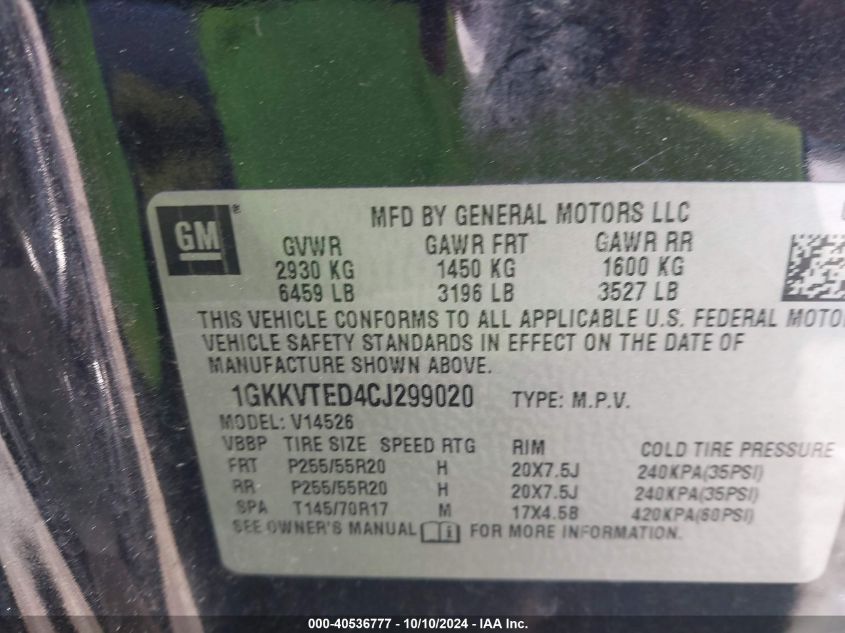 GM®
MFD BY GENERAL MOTORS LLC
GVWR GAWR FRT GAWR RR
2930 KG 1450 KG 1600 KG
6459 LB 3196 LB 3527 LB
THIS VEHICLE CONFORMS TO ALL APPLICABLE U.S. FEDERAL MOTO
VEHICLE SAFETY STANDARDS IN EFFECT ON THE DATE OF
MANUFACTURE SHOWN ABOVE.
1GKKVTED4CJ299020 TYPE: M.P.V.
MODEL: V14526
VBBP TIRE SIZE SPEED RTG RIM COLD TIRE PRESSURE
FRT P255/55R20 H 20X7.5J 240KPA(35PSI)
RR P255/55R20 H 20X7.5J 240KPA(35PSI)
SPA T145/70R17 M 17X4.5B 420KPA(60PSI)
SEE OWNER'S MANUAL FOR MORE INFORMATION.
000-40536777 - 10/10/2024 - IAA Inc.